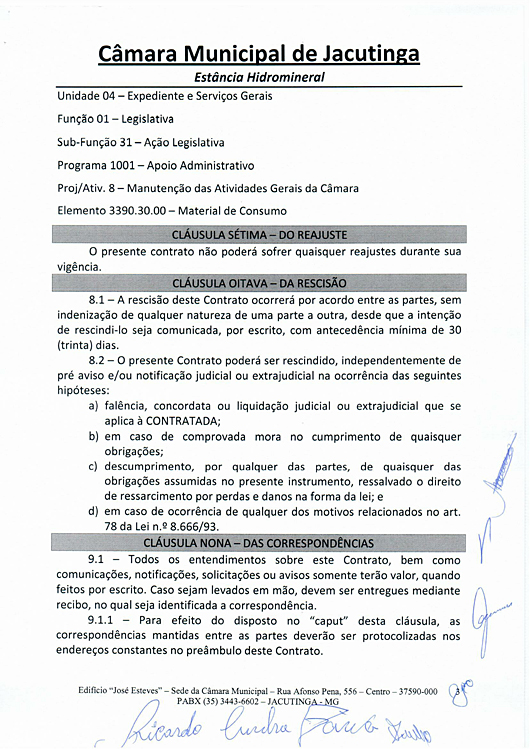 Câmara Municipal de Jacutinga
Estância Hidromineral
Unidade 04 – Expediente e Serviços Gerais
Função 01 – Legislativa
Sub-Função 31 – Ação Legislativa
Programa 1001 – Apoio Administrativo
Proj/Ativ. 8 – Manutenção das Atividades Gerais da Câmara
Elemento 3390.30.00 – Material de Consumo
CLÁUSULA SÉTIMA – DO REAJUSTE
O presente contrato não poderá sofrer quaisquer reajustes durante sua
vigência.
CLÁUSULA OITAVA – DA RESCISÃO
8.1 – A rescisão deste Contrato ocorrerá por acordo entre as partes, sem
indenização de qualquer natureza de uma parte a outra, desde que a intenção
de rescindi-lo seja comunicada, por escrito, com antecedência mínima de 30
(trinta) dias.
8.2 – O presente Contrato poderá ser rescindido, independentemente de
pré aviso e/ou notificação judicial ou extrajudicial na ocorrência das seguintes
hipóteses:
a) falência, concordata ou liquidação judicial ou extrajudicial que se
aplica à CONTRATADA;
b) em caso de comprovada mora no cumprimento de quaisquer
obrigações;
c) descumprimento, por qualquer das partes, de quaisquer das
obrigações assumidas no presente instrumento, ressalvado o direito
de ressarcimento por perdas e danos na forma da lei; e
d) em caso de ocorrência de qualquer dos motivos relacionados no art.
78 da Lei n.º 8.666/93.
CLÁUSULA NONA – DAS CORRESPONDÊNCIAS
9.1 – Todos os entendimentos sobre este Contrato, bem como
comunicações, notificações, solicitações ou avisos somente terão valor, quando
feitos por escrito. Caso sejam levados em mão, devem ser entregues mediante
recibo, no qual seja identificada a correspondência.
9.1.1 – Para efeito do disposto no "caput" desta cláusula, as
correspondências mantidas entre as partes deverão ser protocolizadas nos
endereços constantes no preâmbulo deste Contrato.
Edifício “José Esteves” – Sede da Câmara Municipal – Rua Afonso Pena, 556 – Centro – 37590-000
3
PABX (35) 3443-6602 – JACUTINGA - MG
Ricardo